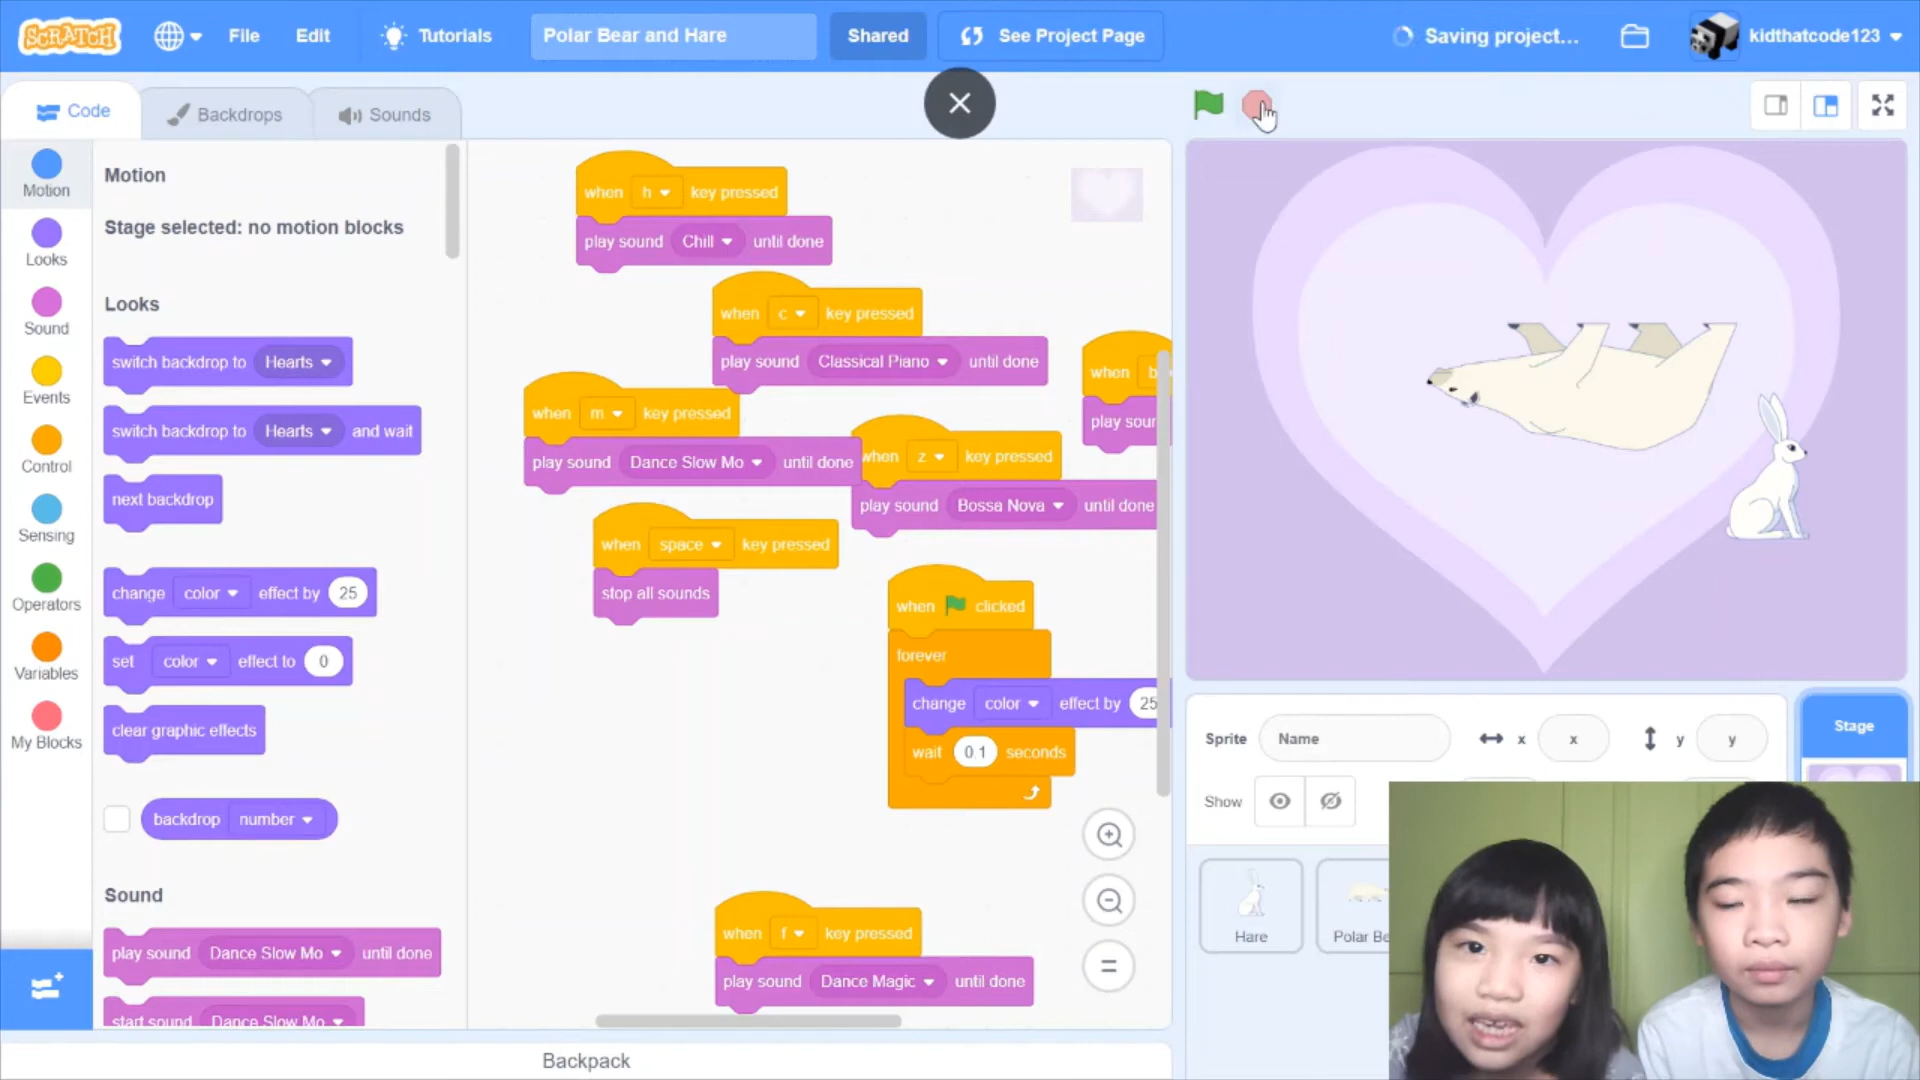 SCRATCH File Edit Tutorials Polar Bear and Hare Shared See Project Page Saving project... kidthatcode123
Code Backdrops Sounds
Motion
Looks
Sound
Events
Control
Sensing
Operators
Variables
My Blocks
Motion
Stage selected: no motion blocks
Looks
switch backdrop to Hearts
switch backdrop to Hearts and wait
next backdrop
change color effect by 25
set color effect to 0
clear graphic effects
backdrop number
Sound
play sound Dance Slow Mo until done
start sound Dance Slow Mo
when h key pressed
play sound Chill until done
when c key pressed
play sound Classical Piano until done
when b
play sour
when m key pressed
play sound Dance Slow Mo until done
when z key pressed
play sound Bossa Nova until done
when space key pressed
stop all sounds
when clicked
forever
change color effect by 25
wait 0.1 seconds
when f key pressed
play sound Dance Magic until done
Backpack
Sprite Name x x y y
Show
Stage
Hare
Polar Be